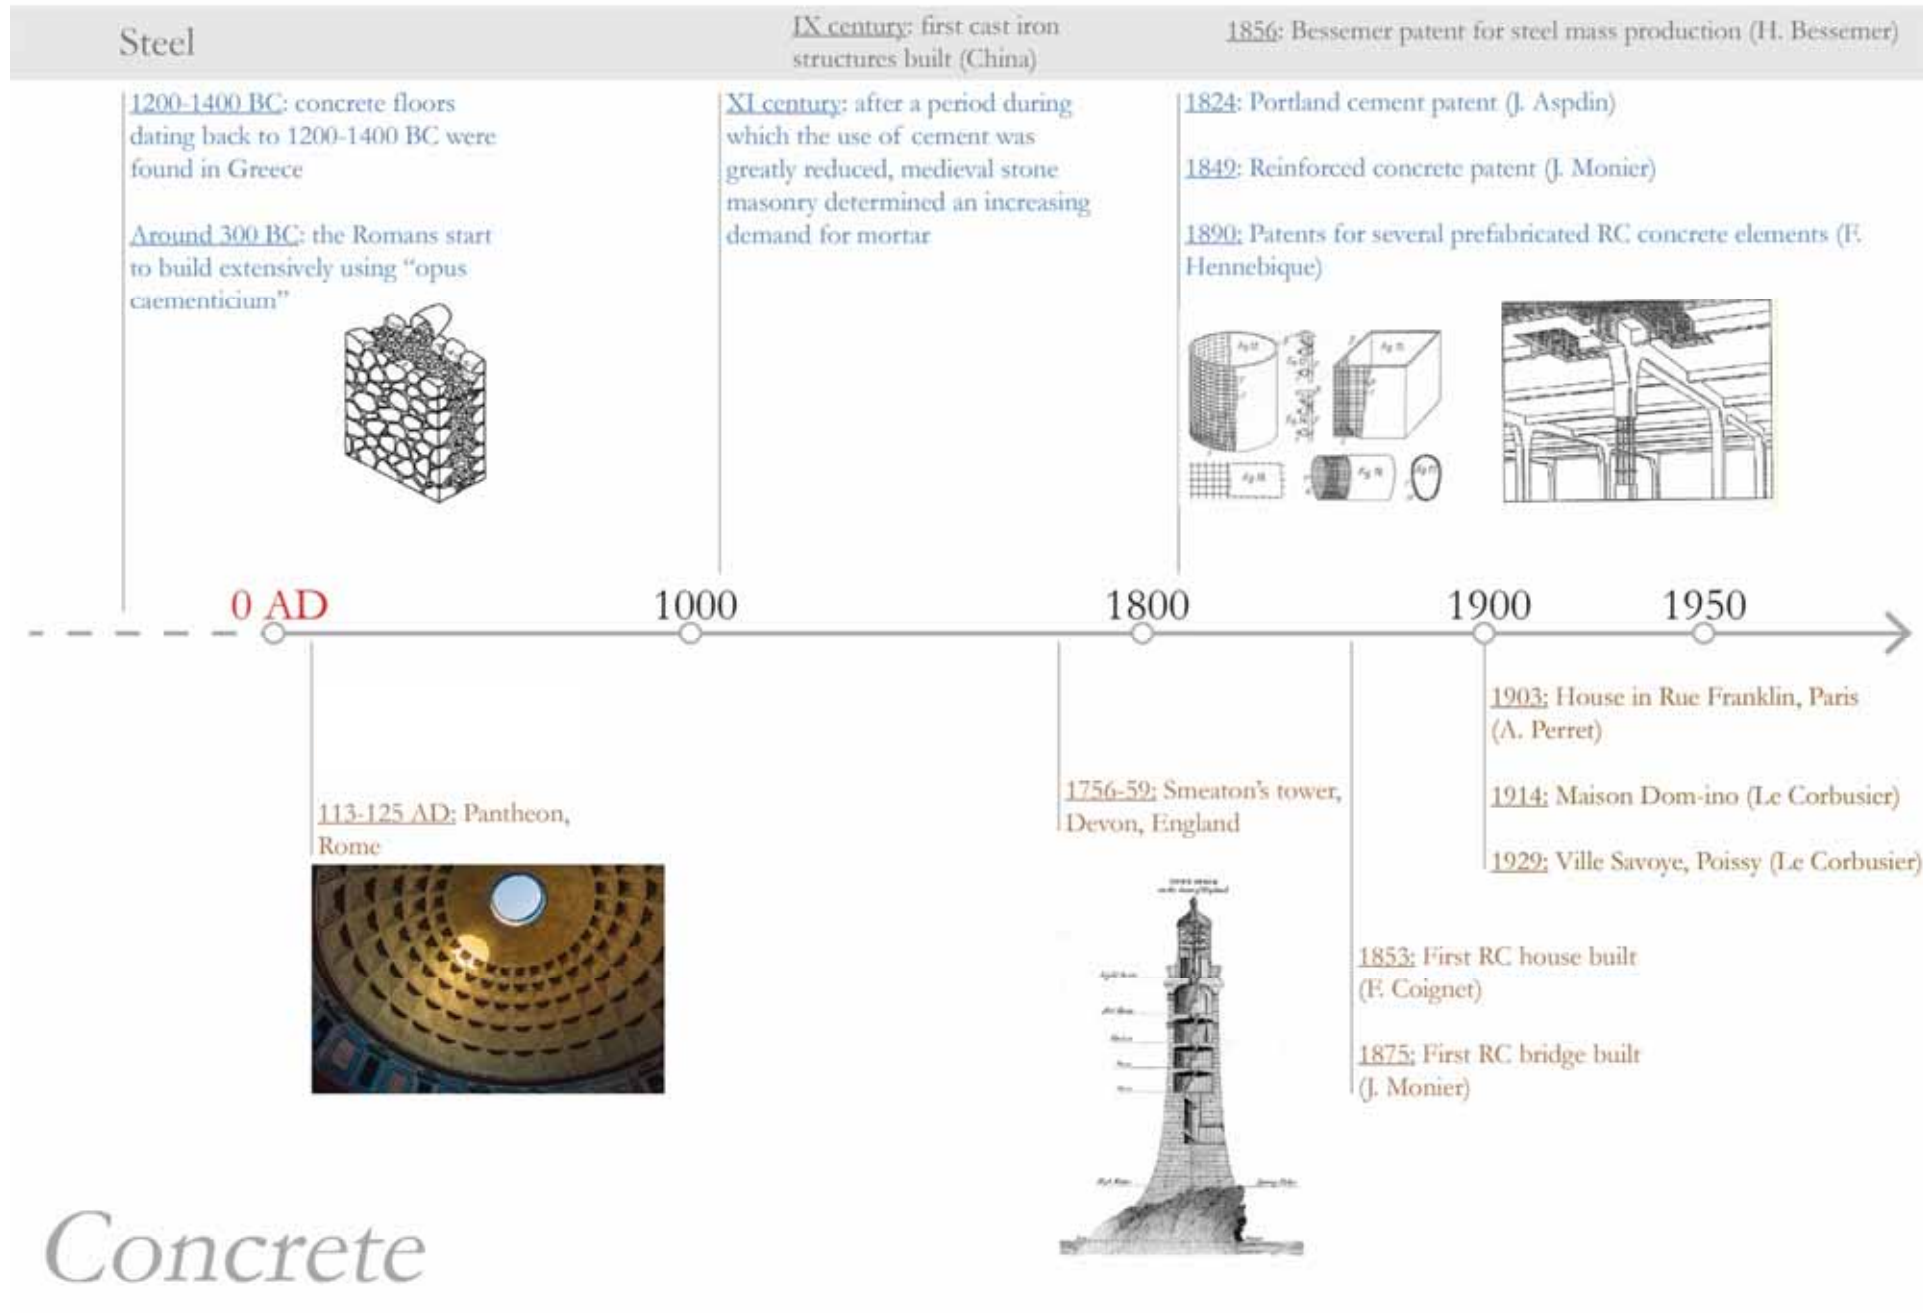 Steel
IX century: first cast iron
structures built (China)
1856: Bessemer patent for steel mass production (H. Bessemer)
1200-1400 BC: concrete floors
dating back to 1200-1400 BC were
found in Greece
Around 300 BC: the Romans start
to build extensively using “opus
caementicium”
XI century: after a period during
which the use of cement was
greatly reduced, medieval stone
masonry determined an increasing
demand for mortar
1824: Portland cement patent (J. Aspdin)
1849: Reinforced concrete patent (J. Monier)
1890: Patents for several prefabricated RC concrete elements (F.
Hennebique)
0 AD
1000
1800
1900
1950
113-125 AD: Pantheon,
Rome
1756-59: Smeaton’s tower,
Devon, England
1903: House in Rue Franklin, Paris
(A. Perret)
1914: Maison Dom-ino (Le Corbusier)
1929: Ville Savoye, Poissy (Le Corbusier)
1853: First RC house built
(F. Coignet)
1875: First RC bridge built
(J. Monier)
Concrete